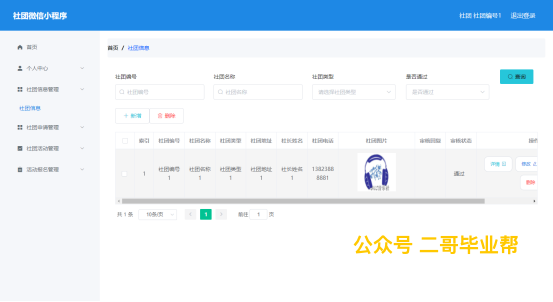 社团微信小程序
社团 社团编号1 退出登录
首页
个人中心
社团信息管理
社团信息
社团申请管理
社团活动管理
活动报名管理
首页 / 社团信息
社团编号 社团名称 社团类型 是否通过
社团编号 社团名称 请选择社团类型 是否通过 查询
+ 新增 删除
索引 社团编号 社团名称 社团类型 社团地址 社长姓名 社团电话 社团图片 审核回复 审核状态 操作
1 社团编号1 社团名称1 社团类型1 社团地址1 社长姓名1 13823888881 通过 详情 修改
删除
共 1 条 10条/页 1 前往 1 页
公众号 二哥毕业帮